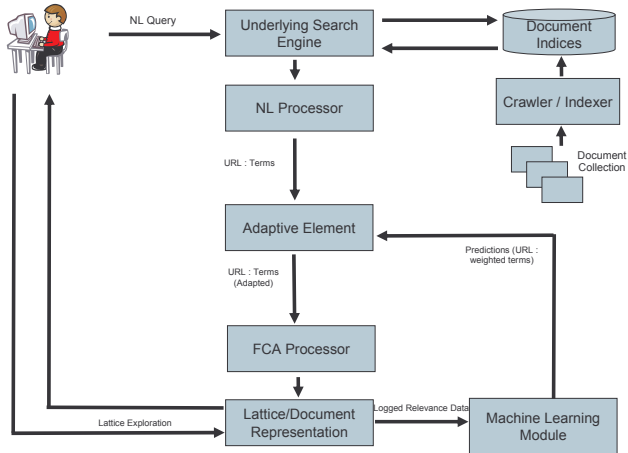 NL Query
Underlying Search
Engine
Document
Indices
NL Processor
Crawler / Indexer
URL : Terms
Document
Collection
Adaptive Element
Predictions (URL :
weighted terms)
URL : Terms
(Adapted)
FCA Processor
Lattice/Document
Representation
Logged Relevance Data
Machine Learning
Module
Lattice Exploration